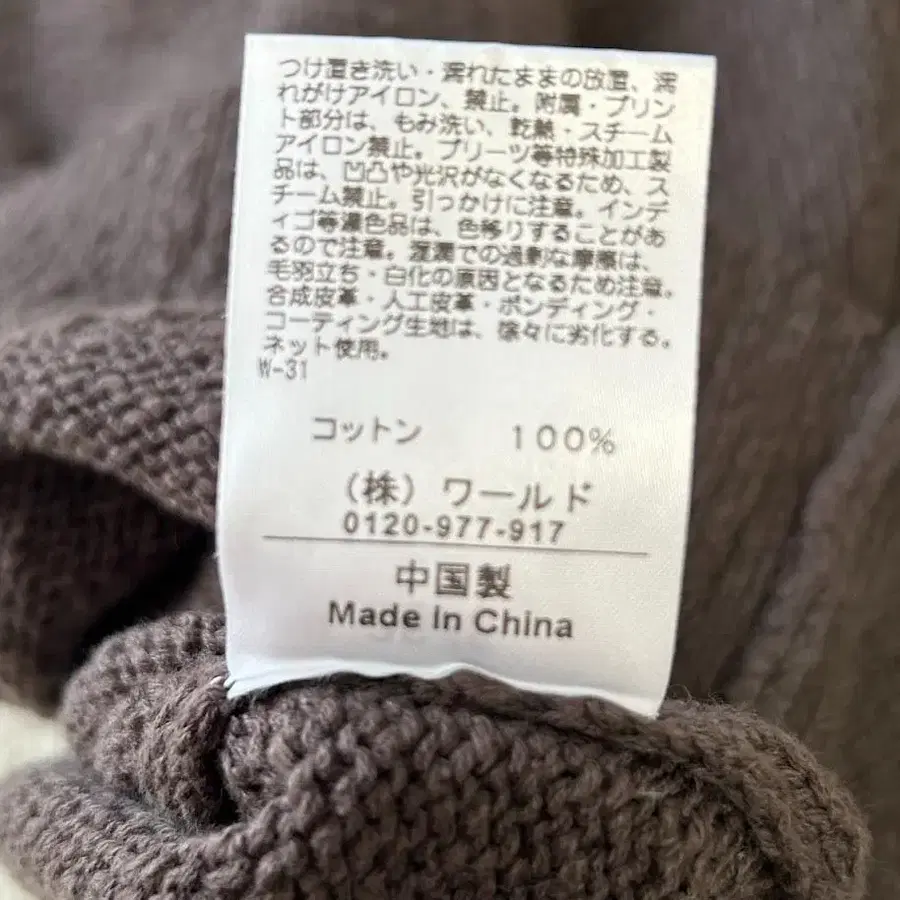 つけ置き洗い・濡れたままの放置、濡
れがけアイロン、禁止。附属・プリン
ト部分は、もみ洗い、乾熱・スチーム
アイロン禁止。プリーツ等特殊加工製
品は、凹凸や光沢がなくなるため、ス
チーム禁止。引っかけに注意。インデ
ィゴ等濃色品は、色移りすることがあ
るので注意。湿潤での過剰な摩擦は、
毛羽立ち・白化の原因となるため注意。
合成皮革・人工皮革・ボンディング・
コーティング生地は、徐々に劣化する。
ネット使用。
W-31
コットン 100%
（株）ワールド
0120-977-917
中国製
Made In China